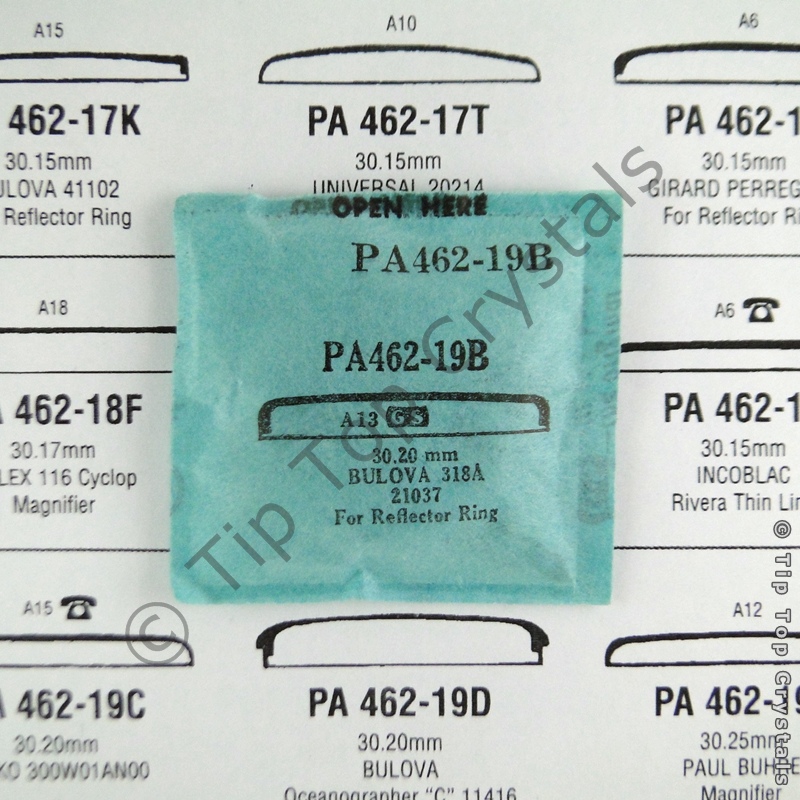 A15
A10
A6
462-17K
PA 462-17T
PA 462-1
30.15mm
30.15mm
30.15mm
ULOVA 41102
UNIVERSAL 20214
GIRARD PERREG
Reflector Ring
For Reflector Ri
OPEN HERE
PA462-19B
A18
A6
PA462-19B
A13 GS
462-18F
PA 462-1
30.17mm
30.20 mm
30.15mm
LEX 116 Cyclop
BULOVA 318A
INCOBLAC
Magnifier
21037
Rivera Thin Lin
For Reflector Ring
A15
A12
462-19C
PA 462-19D
PA 462-19
30.20mm
30.20mm
30.25mm
KO 300W01AN00
BULOVA
PAUL BUHRE
Oceanographer "C" 11416
Magnifier
© Tip Top Crystals
© Tip Top Crystals